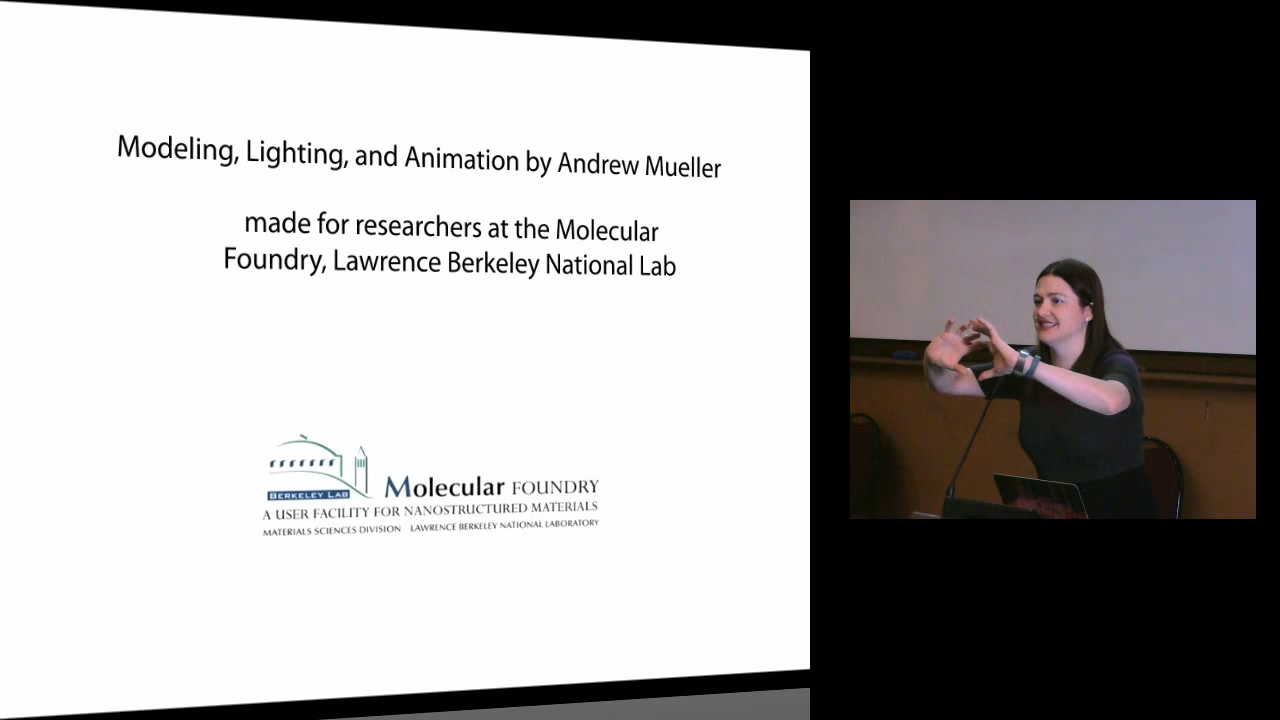 Modeling, Lighting, and Animation by Andrew Mueller
made for researchers at the Molecular
Foundry, Lawrence Berkeley National Lab
BERKELEY LAB
Molecular FOUNDRY
A USER FACILITY FOR NANOSTRUCTURED MATERIALS
MATERIALS SCIENCES DIVISION LAWRENCE BERKELEY NATIONAL LABORATORY